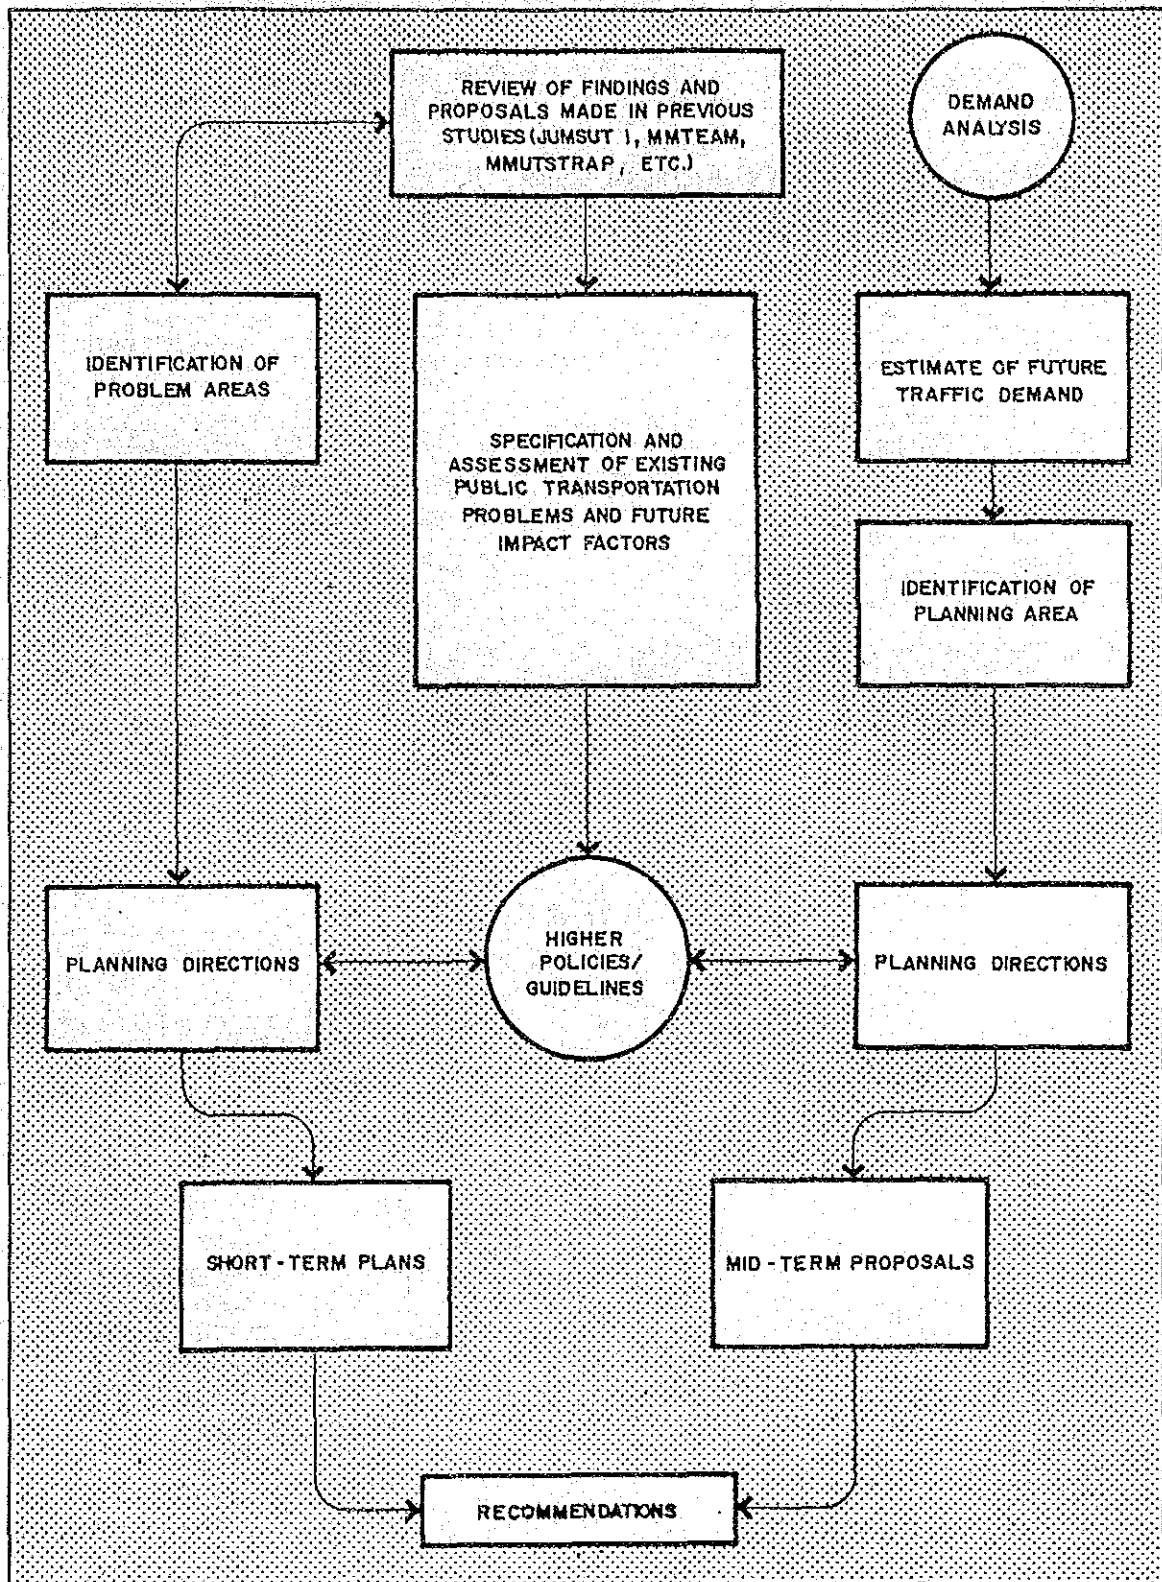 REVIEW OF FINDINGS AND
PROPOSALS MADE IN PREVIOUS
STUDIES (JUMSUT I, MMTEAM,
MMUTSTRAP, ETC.)
DEMAND
ANALYSIS
IDENTIFICATION OF
PROBLEM AREAS
SPECIFICATION AND
ASSESSMENT OF EXISTING
PUBLIC TRANSPORTATION
PROBLEMS AND FUTURE
IMPACT FACTORS
ESTIMATE OF FUTURE
TRAFFIC DEMAND
IDENTIFICATION OF
PLANNING AREA
PLANNING DIRECTIONS
HIGHER
POLICIES/
GUIDELINES
PLANNING DIRECTIONS
SHORT-TERM PLANS
MID-TERM PROPOSALS
RECOMMENDATIONS